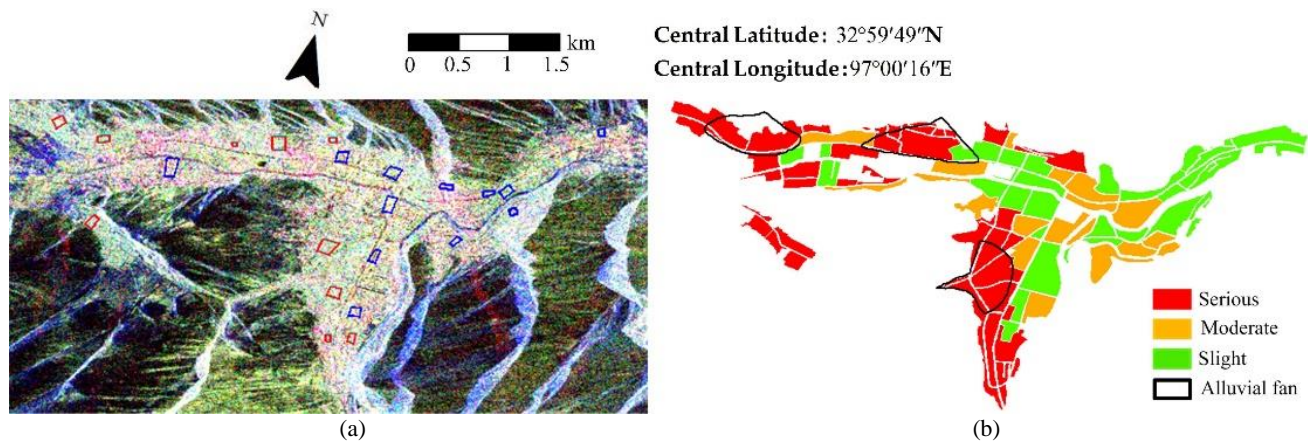 N
km
0 0.5 1 1.5
Central Latitude: 32°59′49″N
Central Longitude:97°00′16″E
Serious
Moderate
Slight
Alluvial fan
(a)
(b)